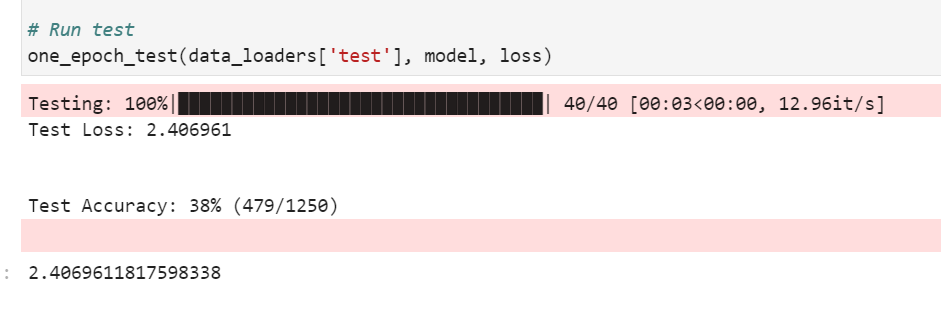 # Run test
one_epoch_test(data_loaders['test'], model, loss)
Testing: 100%|██████████████████████████████████| 40/40 [00:03<00:00, 12.96it/s]
Test Loss: 2.406961
Test Accuracy: 38% (479/1250)
: 2.4069611817598338